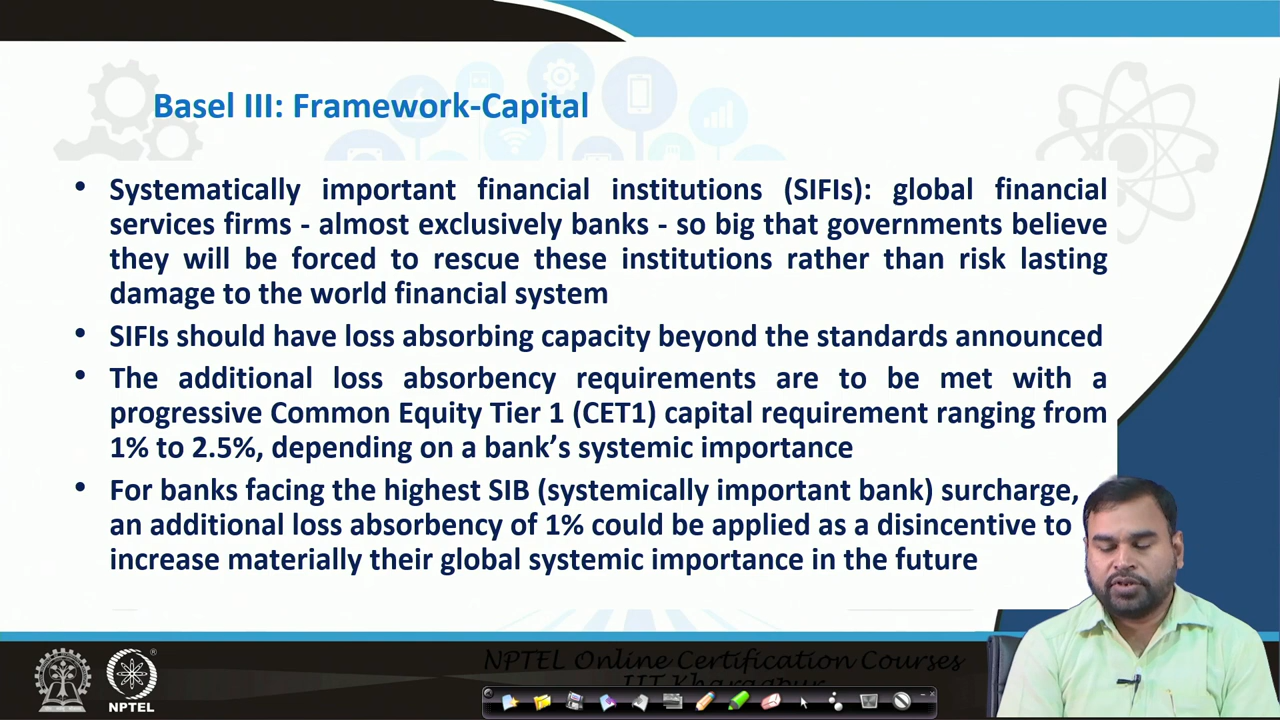 Basel III: Framework-Capital
• Systematically important financial institutions (SIFIs): global financial
services firms - almost exclusively banks - so big that governments believe
they will be forced to rescue these institutions rather than risk lasting
damage to the world financial system
• SIFIs should have loss absorbing capacity beyond the standards announced
• The additional loss absorbency requirements are to be met with a
progressive Common Equity Tier 1 (CET1) capital requirement ranging from
1% to 2.5%, depending on a bank’s systemic importance
• For banks facing the highest SIB (systemically important bank) surcharge,
an additional loss absorbency of 1% could be applied as a disincentive to
increase materially their global systemic importance in the future
NPTEL Online Certification Courses
IIT Kharagpur
NPTEL